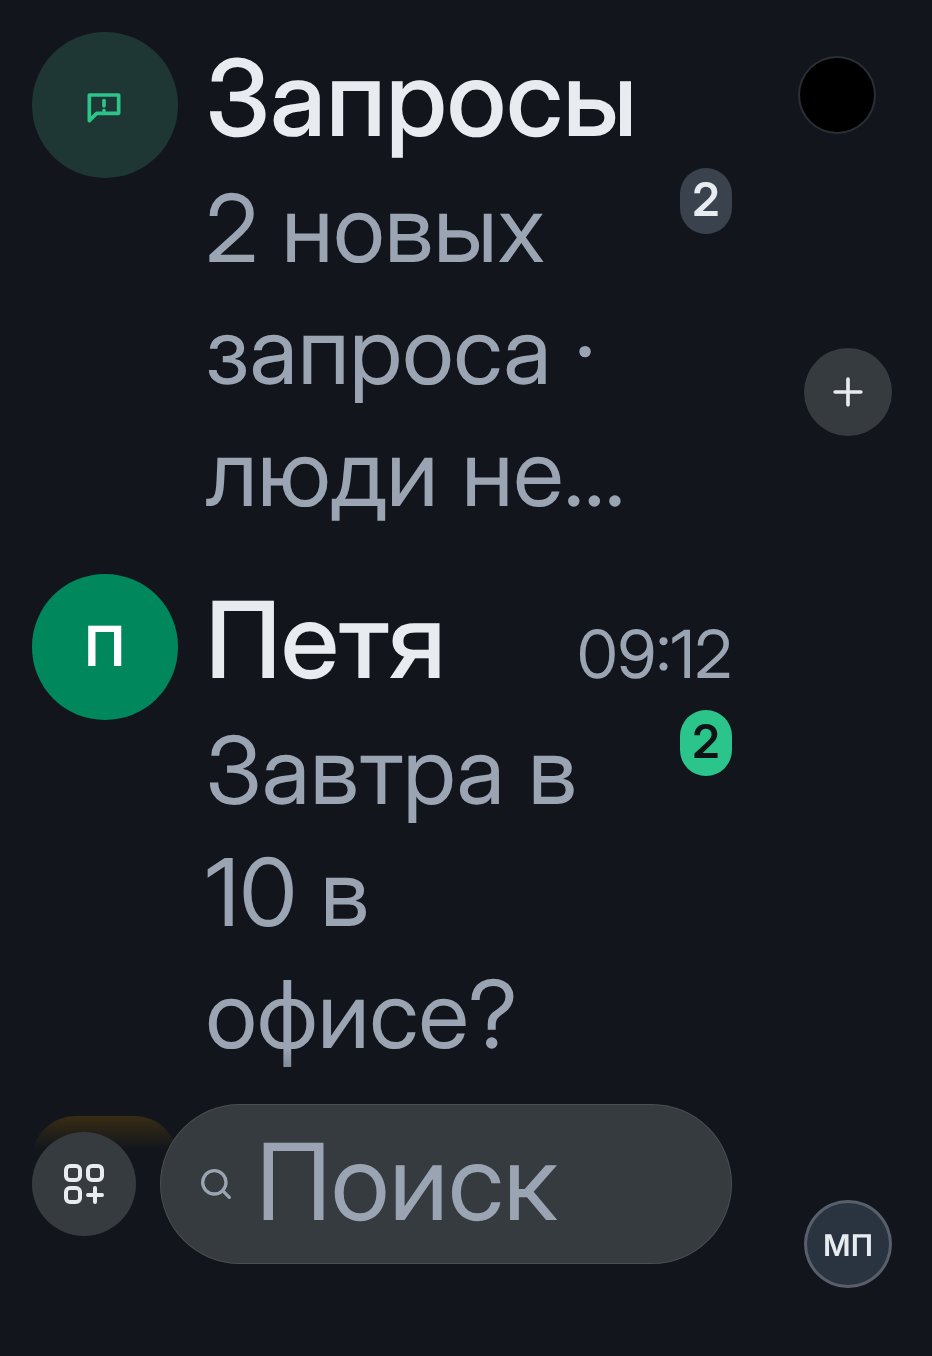 Запросы
2 новых
2
запроса ·
люди не...
П
Петя
09:12
Завтра в
2
10 в
офисе?
Поиск
МП